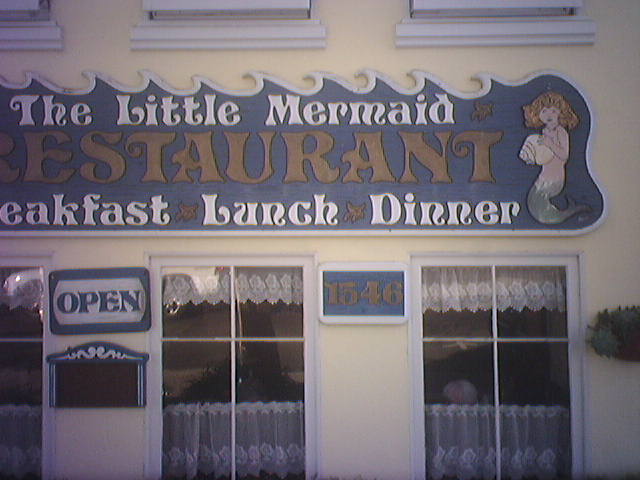 The Little Mermaid
RESTAURANT
eakfast Lunch Dinner
OPEN
1546